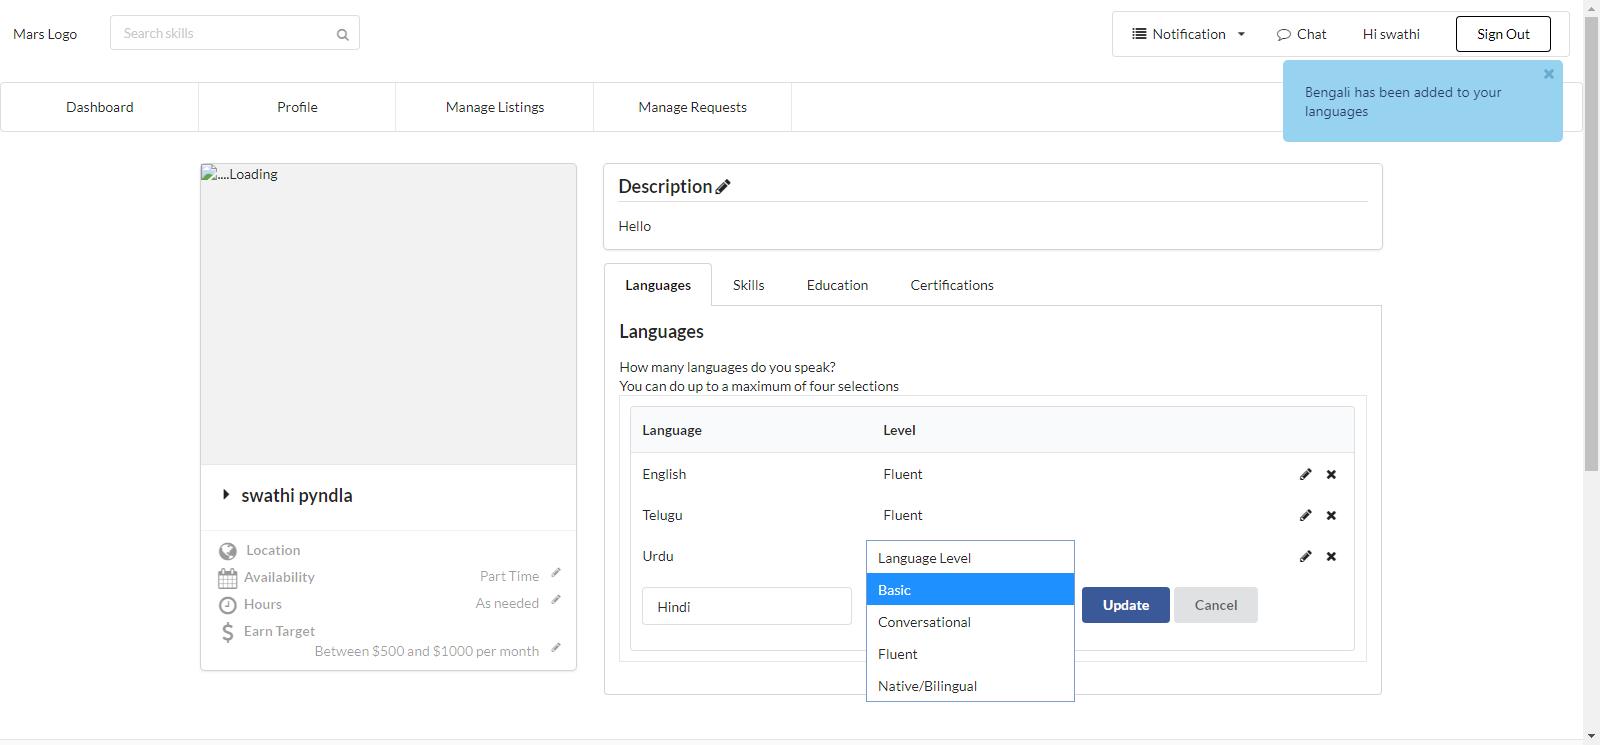 Mars Logo
Search skills
Notification
Chat
Hi swathi
Sign Out
Bengali has been added to your
languages
Dashboard
Profile
Manage Listings
Manage Requests
....Loading
Description
Hello
Languages
Skills
Education
Certifications
Languages
How many languages do you speak?
You can do up to a maximum of four selections
Language Level
English Fluent
Telugu Fluent
Urdu
Language Level
Basic
Conversational
Fluent
Native/Bilingual
Hindi
Update
Cancel
swathi pyndla
Location
Availability Part Time
Hours As needed
Earn Target
Between $500 and $1000 per month